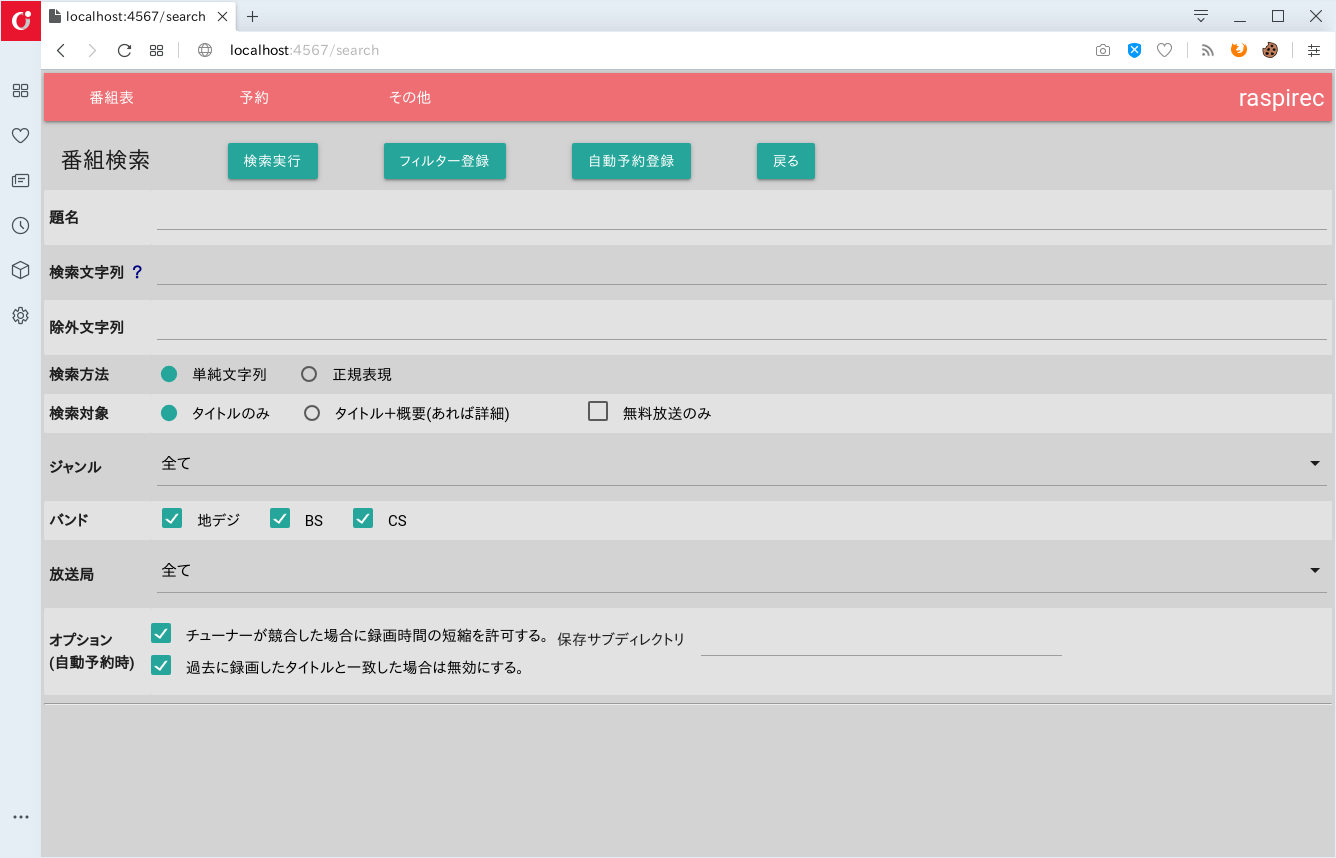 localhost:4567/search
localhost:4567/search
番組表 予約 その他 raspirec
番組検索 検索実行 フィルター登録 自動予約登録 戻る
題名
検索文字列 ?
除外文字列
検索方法 単純文字列 正規表現
検索対象 タイトルのみ タイトル+概要(あれば詳細) 無料放送のみ
ジャンル 全て
バンド 地デジ BS CS
放送局 全て
オプション チューナーが競合した場合に録画時間の短縮を許可する。 保存サブディレクトリ
(自動予約時) 過去に録画したタイトルと一致した場合は無効にする。